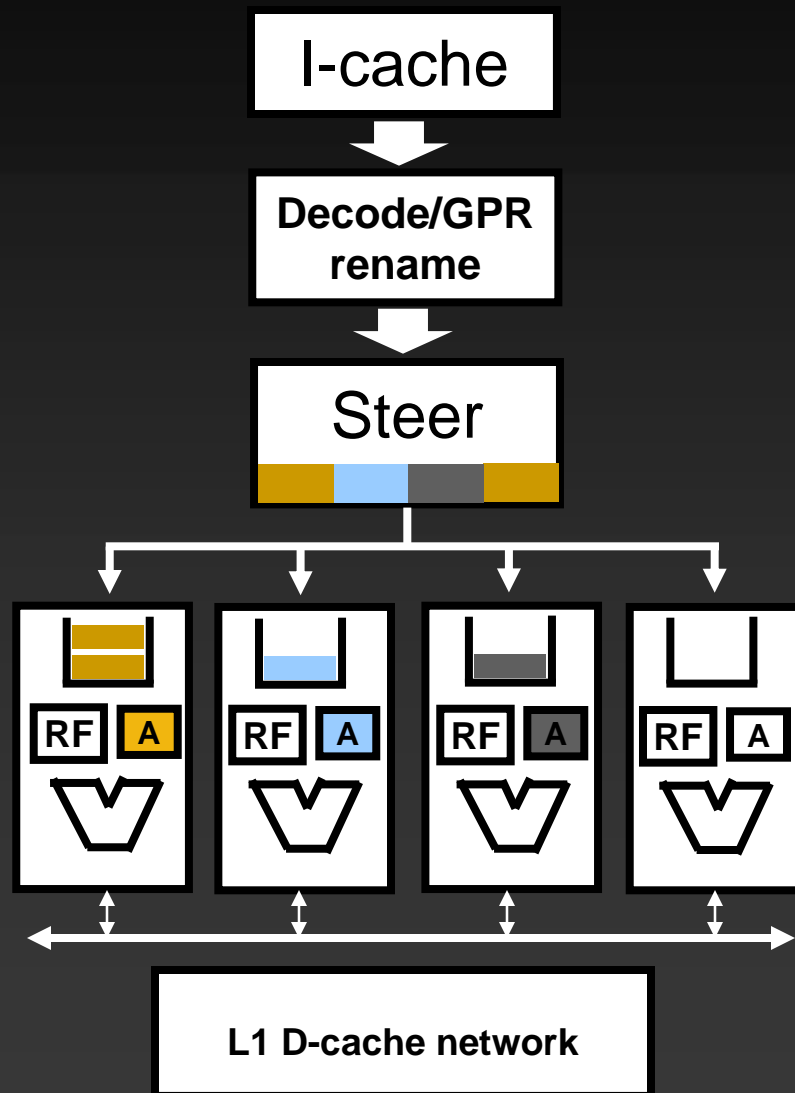 I-cache
Decode/GPR
rename
Steer
RF A RF A RF A RF A
L1 D-cache network